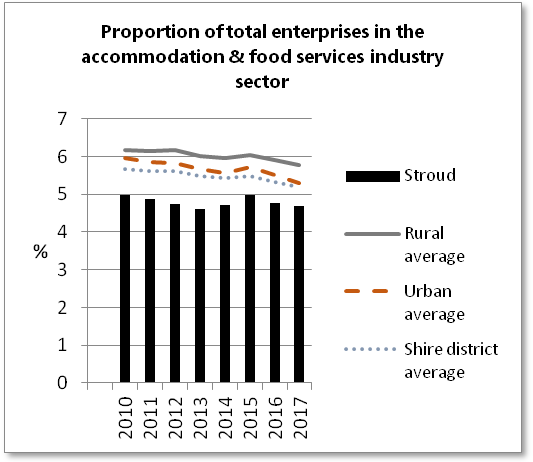 Proportion of total enterprises in the
accommodation & food services industry
sector
7
6
5
4
3
2
1
0
%
2010
2011
2012
2013
2014
2015
2016
2017
Stroud
Rural
average
Urban
average
Shire district
average